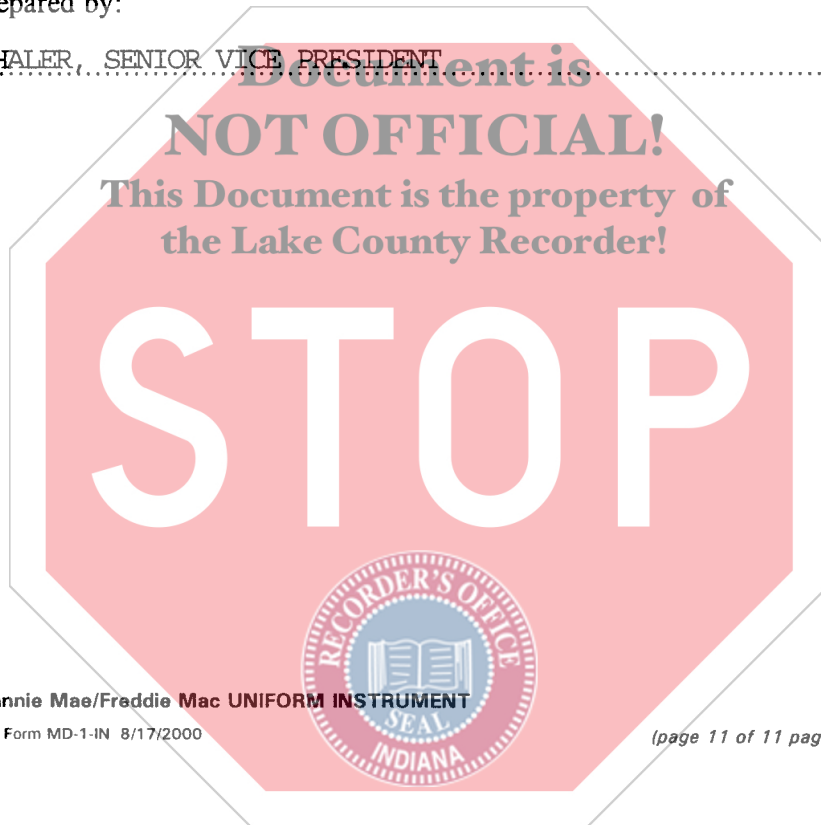 epared by:
HALER, SENIOR VICE PRESIDENT
Document is
NOT OFFICIAL!
This Document is the property of
the Lake County Recorder!
STOP
RECORDER'S OFFICE
SEAL
INDIANA
nnie Mae/Freddie Mac UNIFORM INSTRUMENT
Form MD-1-IN 8/17/2000
(page 11 of 11 pag